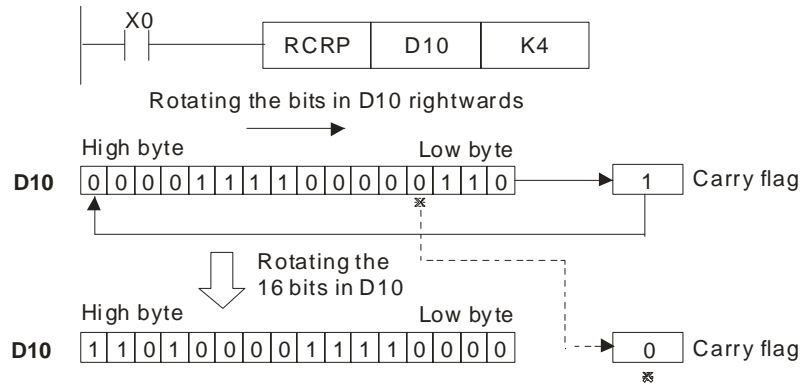 X0
RCRP D10 K4
Rotating the bits in D10 rightwards
High byte Low byte
D10 0 0 0 0 1 1 1 1 0 0 0 0 0 1 1 0 1 Carry flag
※
Rotating the
16 bits in D10
High byte Low byte
D10 1 1 0 1 0 0 0 0 1 1 1 1 0 0 0 0 0 Carry flag
※